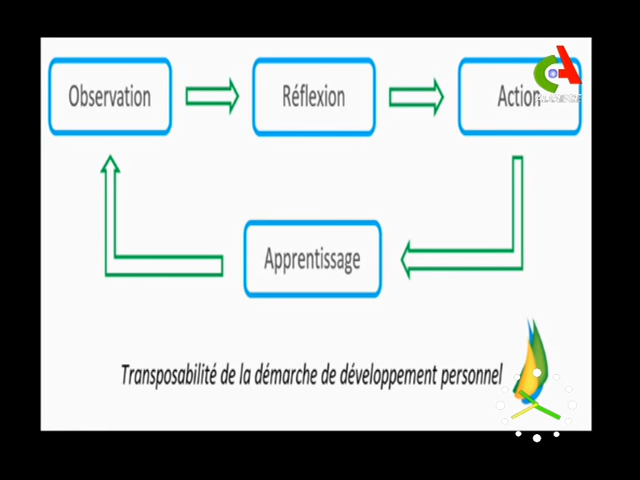 Observation
Réflexion
Action
Apprentissage
Transposabilité de la démarche de développement personnel